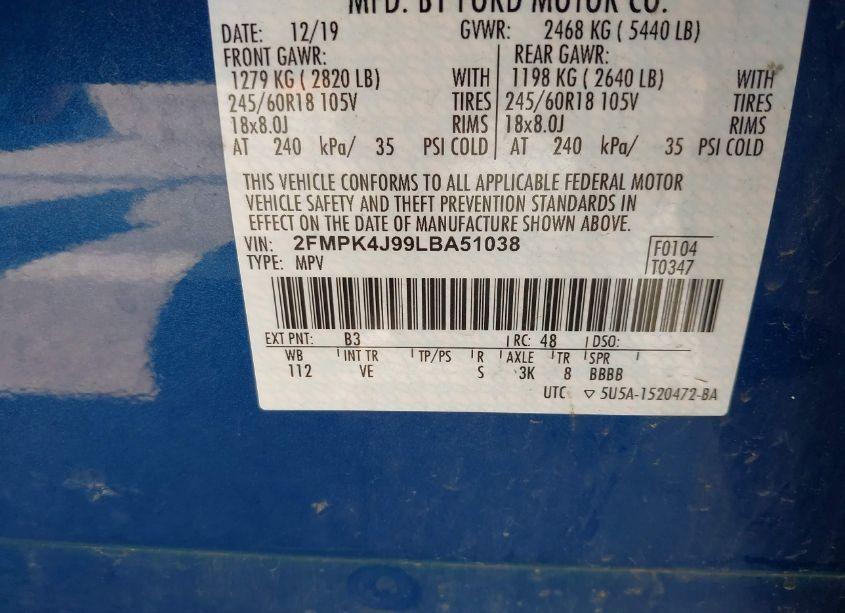 MFD. BY FORD MOTOR CO.
DATE: 12/19 GVWR: 2468 KG ( 5440 LB)
FRONT GAWR: REAR GAWR:
1279 KG ( 2820 LB) WITH 1198 KG ( 2640 LB) WITH
245/60R18 105V TIRES 245/60R18 105V TIRES
18x8.0J RIMS 18x8.0J RIMS
AT 240 kPa/ 35 PSI COLD AT 240 kPa/ 35 PSI COLD
THIS VEHICLE CONFORMS TO ALL APPLICABLE FEDERAL MOTOR
VEHICLE SAFETY AND THEFT PREVENTION STANDARDS IN
EFFECT ON THE DATE OF MANUFACTURE SHOWN ABOVE.
VIN: 2FMPK4J99LBA51038 F0104
TYPE: MPV T0347
EXT PNT: B3 RC: 48 DSO:
WB INT TR TP/PS R AXLE TR SPR
112 VE S 3K 8 BBBB
UTC ▽ 5U5A-1520472-BA